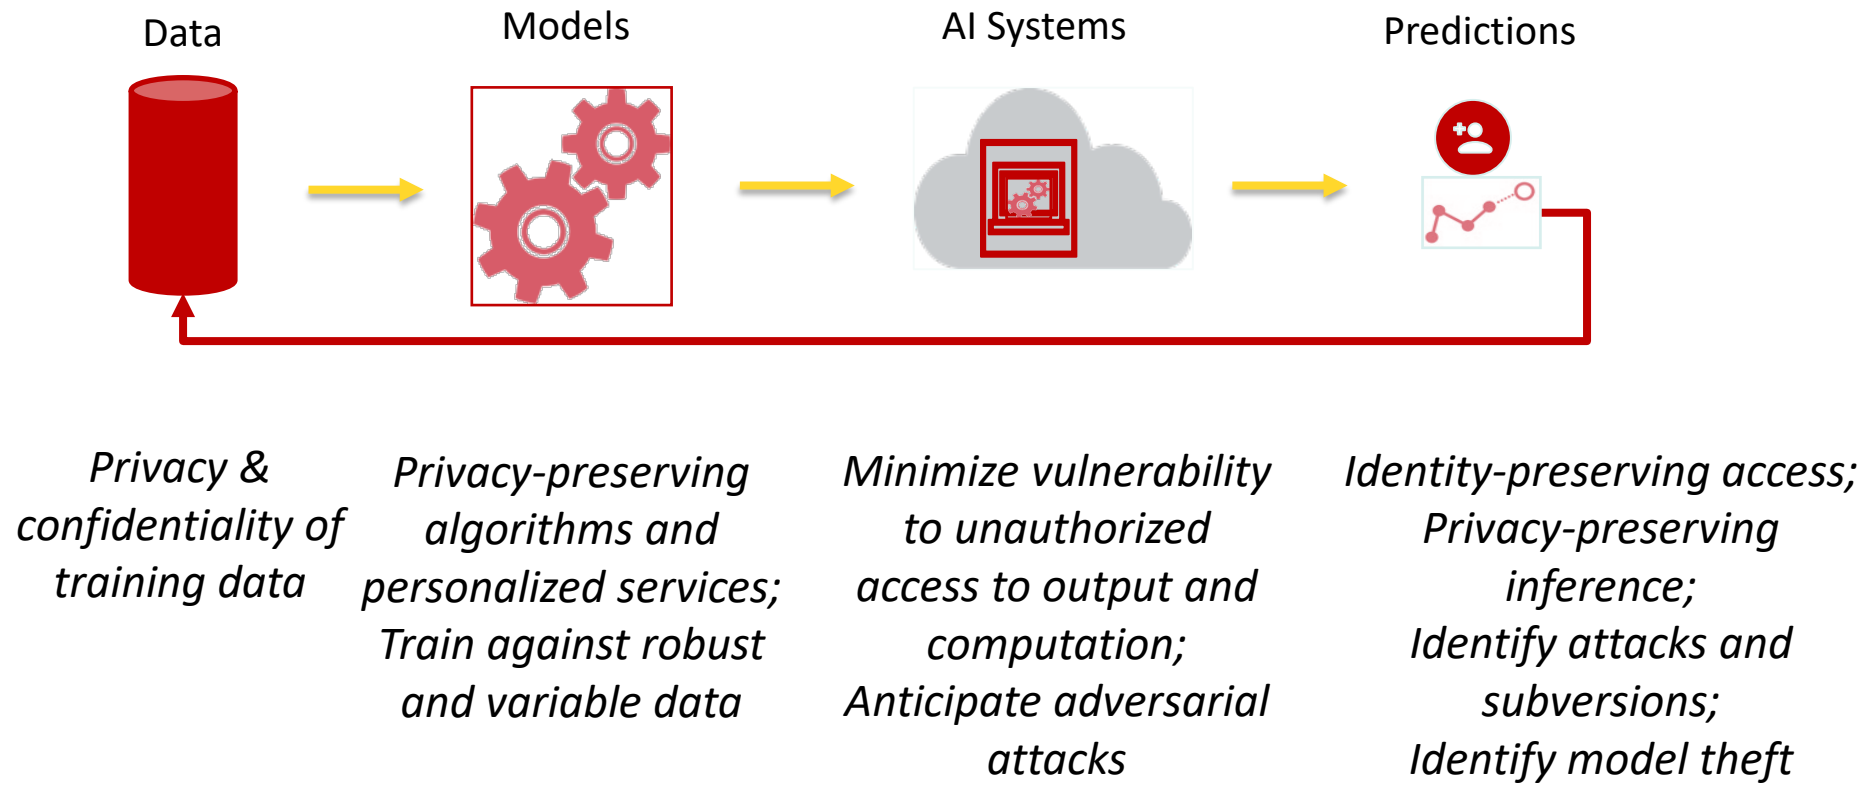 Data
Models
AI Systems
Predictions
Privacy &
confidentiality of
training data
Privacy-preserving
algorithms and
personalized services;
Train against robust
and variable data
Minimize vulnerability
to unauthorized
access to output and
computation;
Anticipate adversarial
attacks
Identity-preserving access;
Privacy-preserving
inference;
Identify attacks and
subversions;
Identify model theft